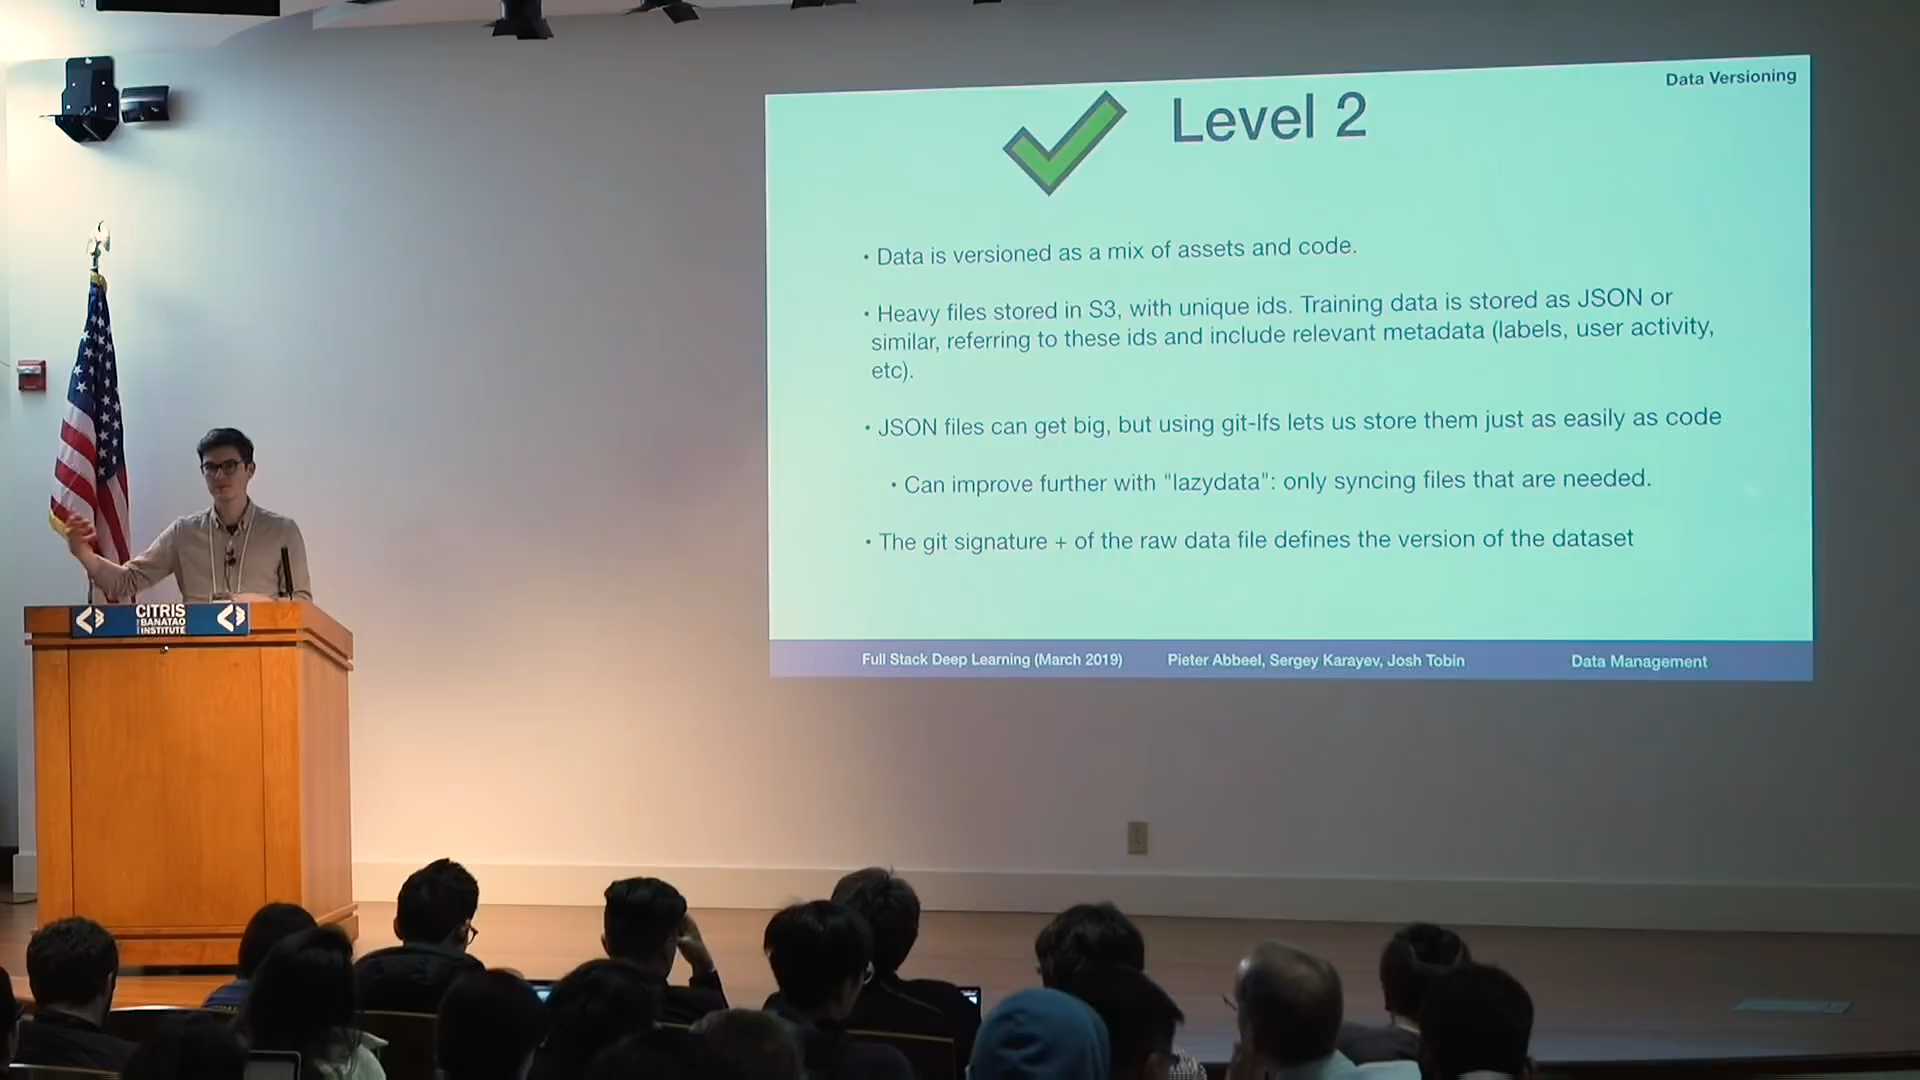 Data Versioning
Level 2
• Data is versioned as a mix of assets and code.
• Heavy files stored in S3, with unique ids. Training data is stored as JSON or
similar, referring to these ids and include relevant metadata (labels, user activity,
etc).
• JSON files can get big, but using git-lfs lets us store them just as easily as code
• Can improve further with "lazydata": only syncing files that are needed.
• The git signature + of the raw data file defines the version of the dataset
Full Stack Deep Learning (March 2019) Pieter Abbeel, Sergey Karayev, Josh Tobin Data Management
CITRIS
BANATAO
INSTITUTE